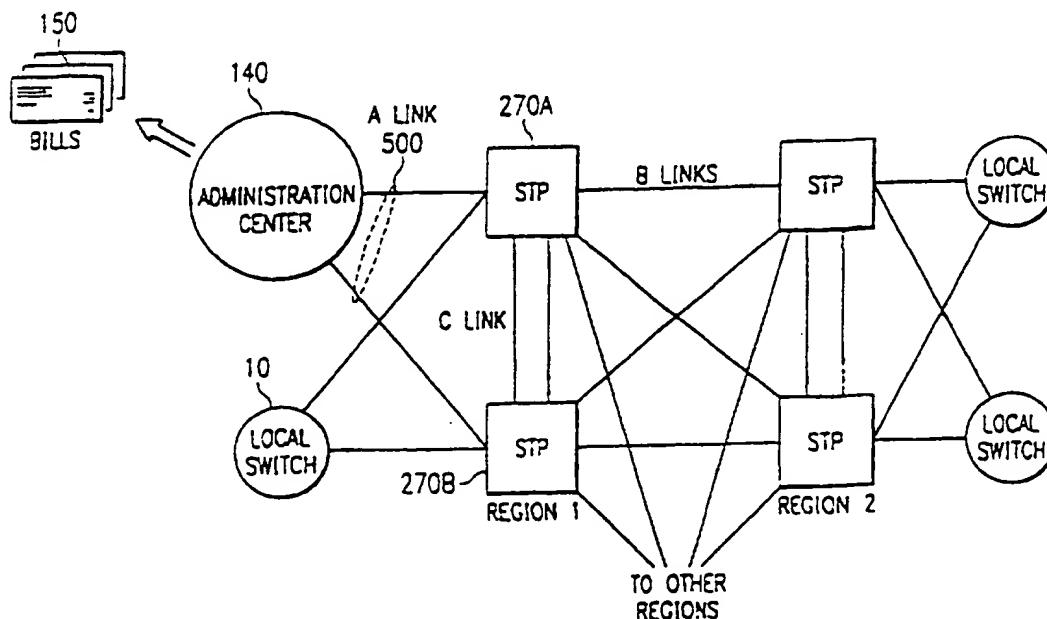 150
BILLS
140
ADMINISTRATION
CENTER
A LINK
500
270A
STP
B LINKS
STP
LOCAL
SWITCH
C LINK
10
LOCAL
SWITCH
STP
270B
REGION 1
STP
REGION 2
LOCAL
SWITCH
TO OTHER
REGIONS